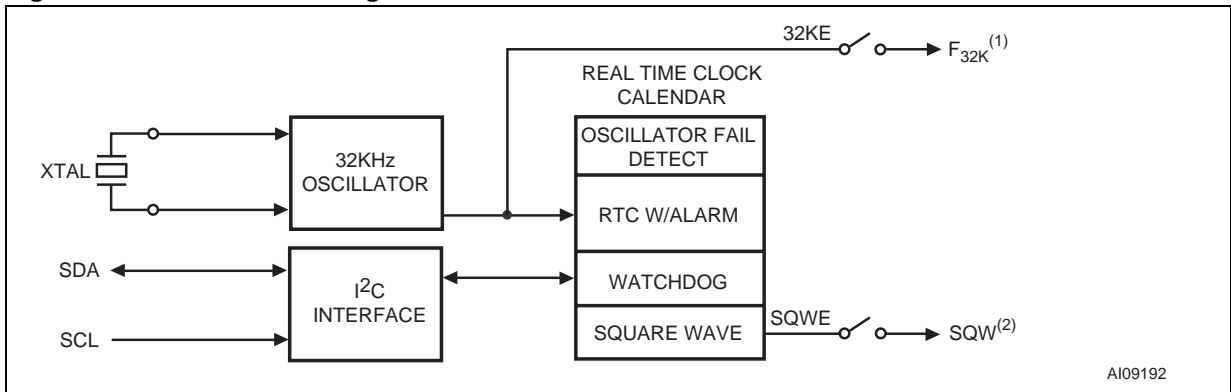 32KE
F32K(1)
REAL TIME CLOCK
CALENDAR
OSCILLATOR FAIL
DETECT
XTAL
32KHz
OSCILLATOR
RTC W/ALARM
SDA
I2C
INTERFACE
WATCHDOG
SCL
SQUARE WAVE
SQWE
SQW(2)
AI09192